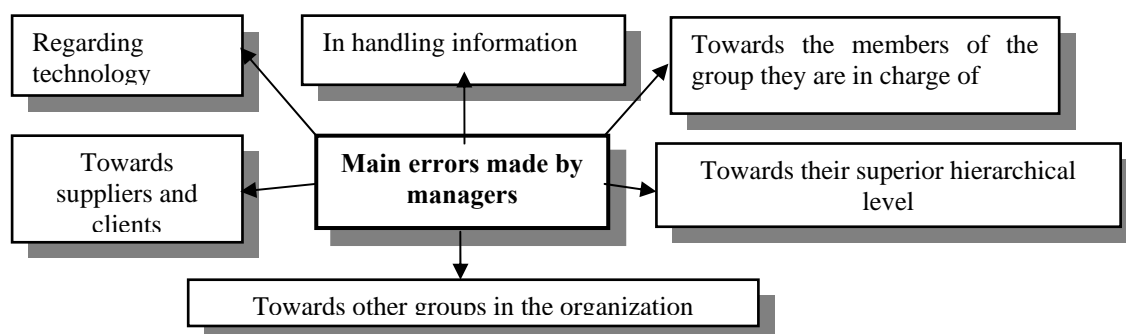 Regarding
technology
In handling information
Towards the members of the
group they are in charge of
Towards
suppliers and
clients
Main errors made by
managers
Towards their superior hierarchical
level
Towards other groups in the organization